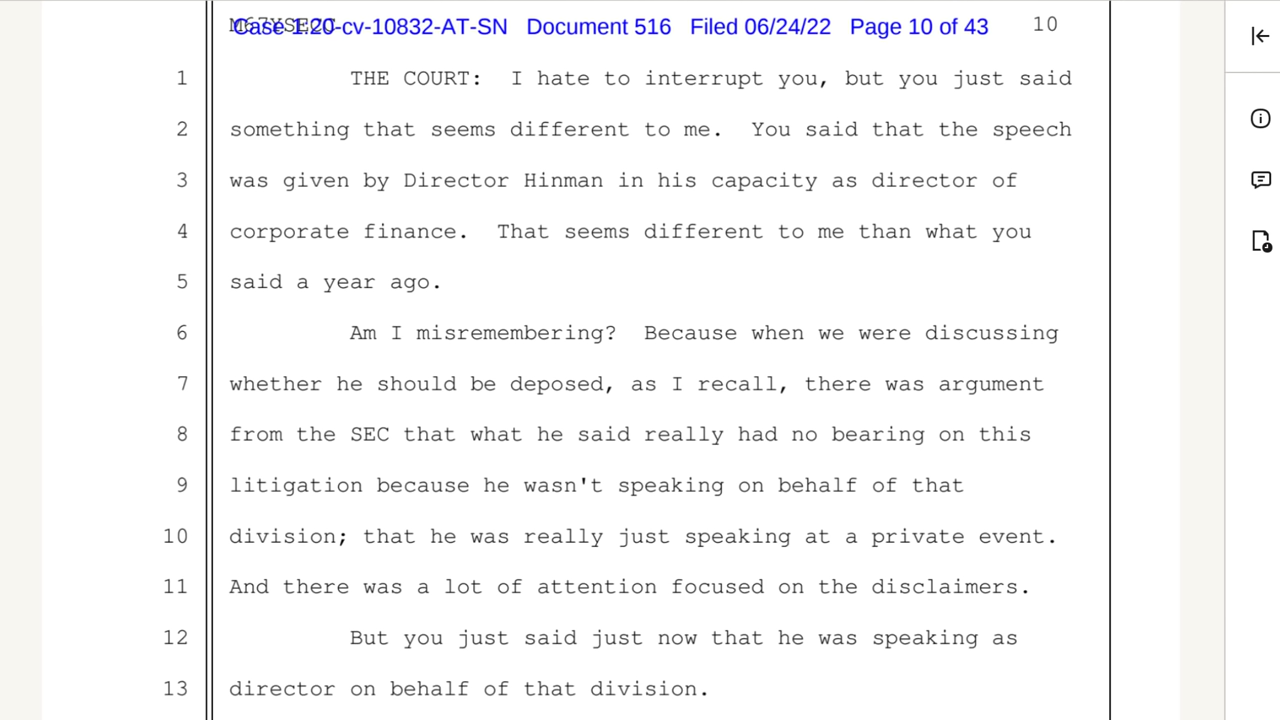 Case 1:20-cv-10832-AT-SN Document 516 Filed 06/24/22 Page 10 of 43 10
1 THE COURT: I hate to interrupt you, but you just said
2 something that seems different to me. You said that the speech
3 was given by Director Hinman in his capacity as director of
4 corporate finance. That seems different to me than what you
5 said a year ago.
6 Am I misremembering? Because when we were discussing
7 whether he should be deposed, as I recall, there was argument
8 from the SEC that what he said really had no bearing on this
9 litigation because he wasn't speaking on behalf of that
10 division; that he was really just speaking at a private event.
11 And there was a lot of attention focused on the disclaimers.
12 But you just said just now that he was speaking as
13 director on behalf of that division.